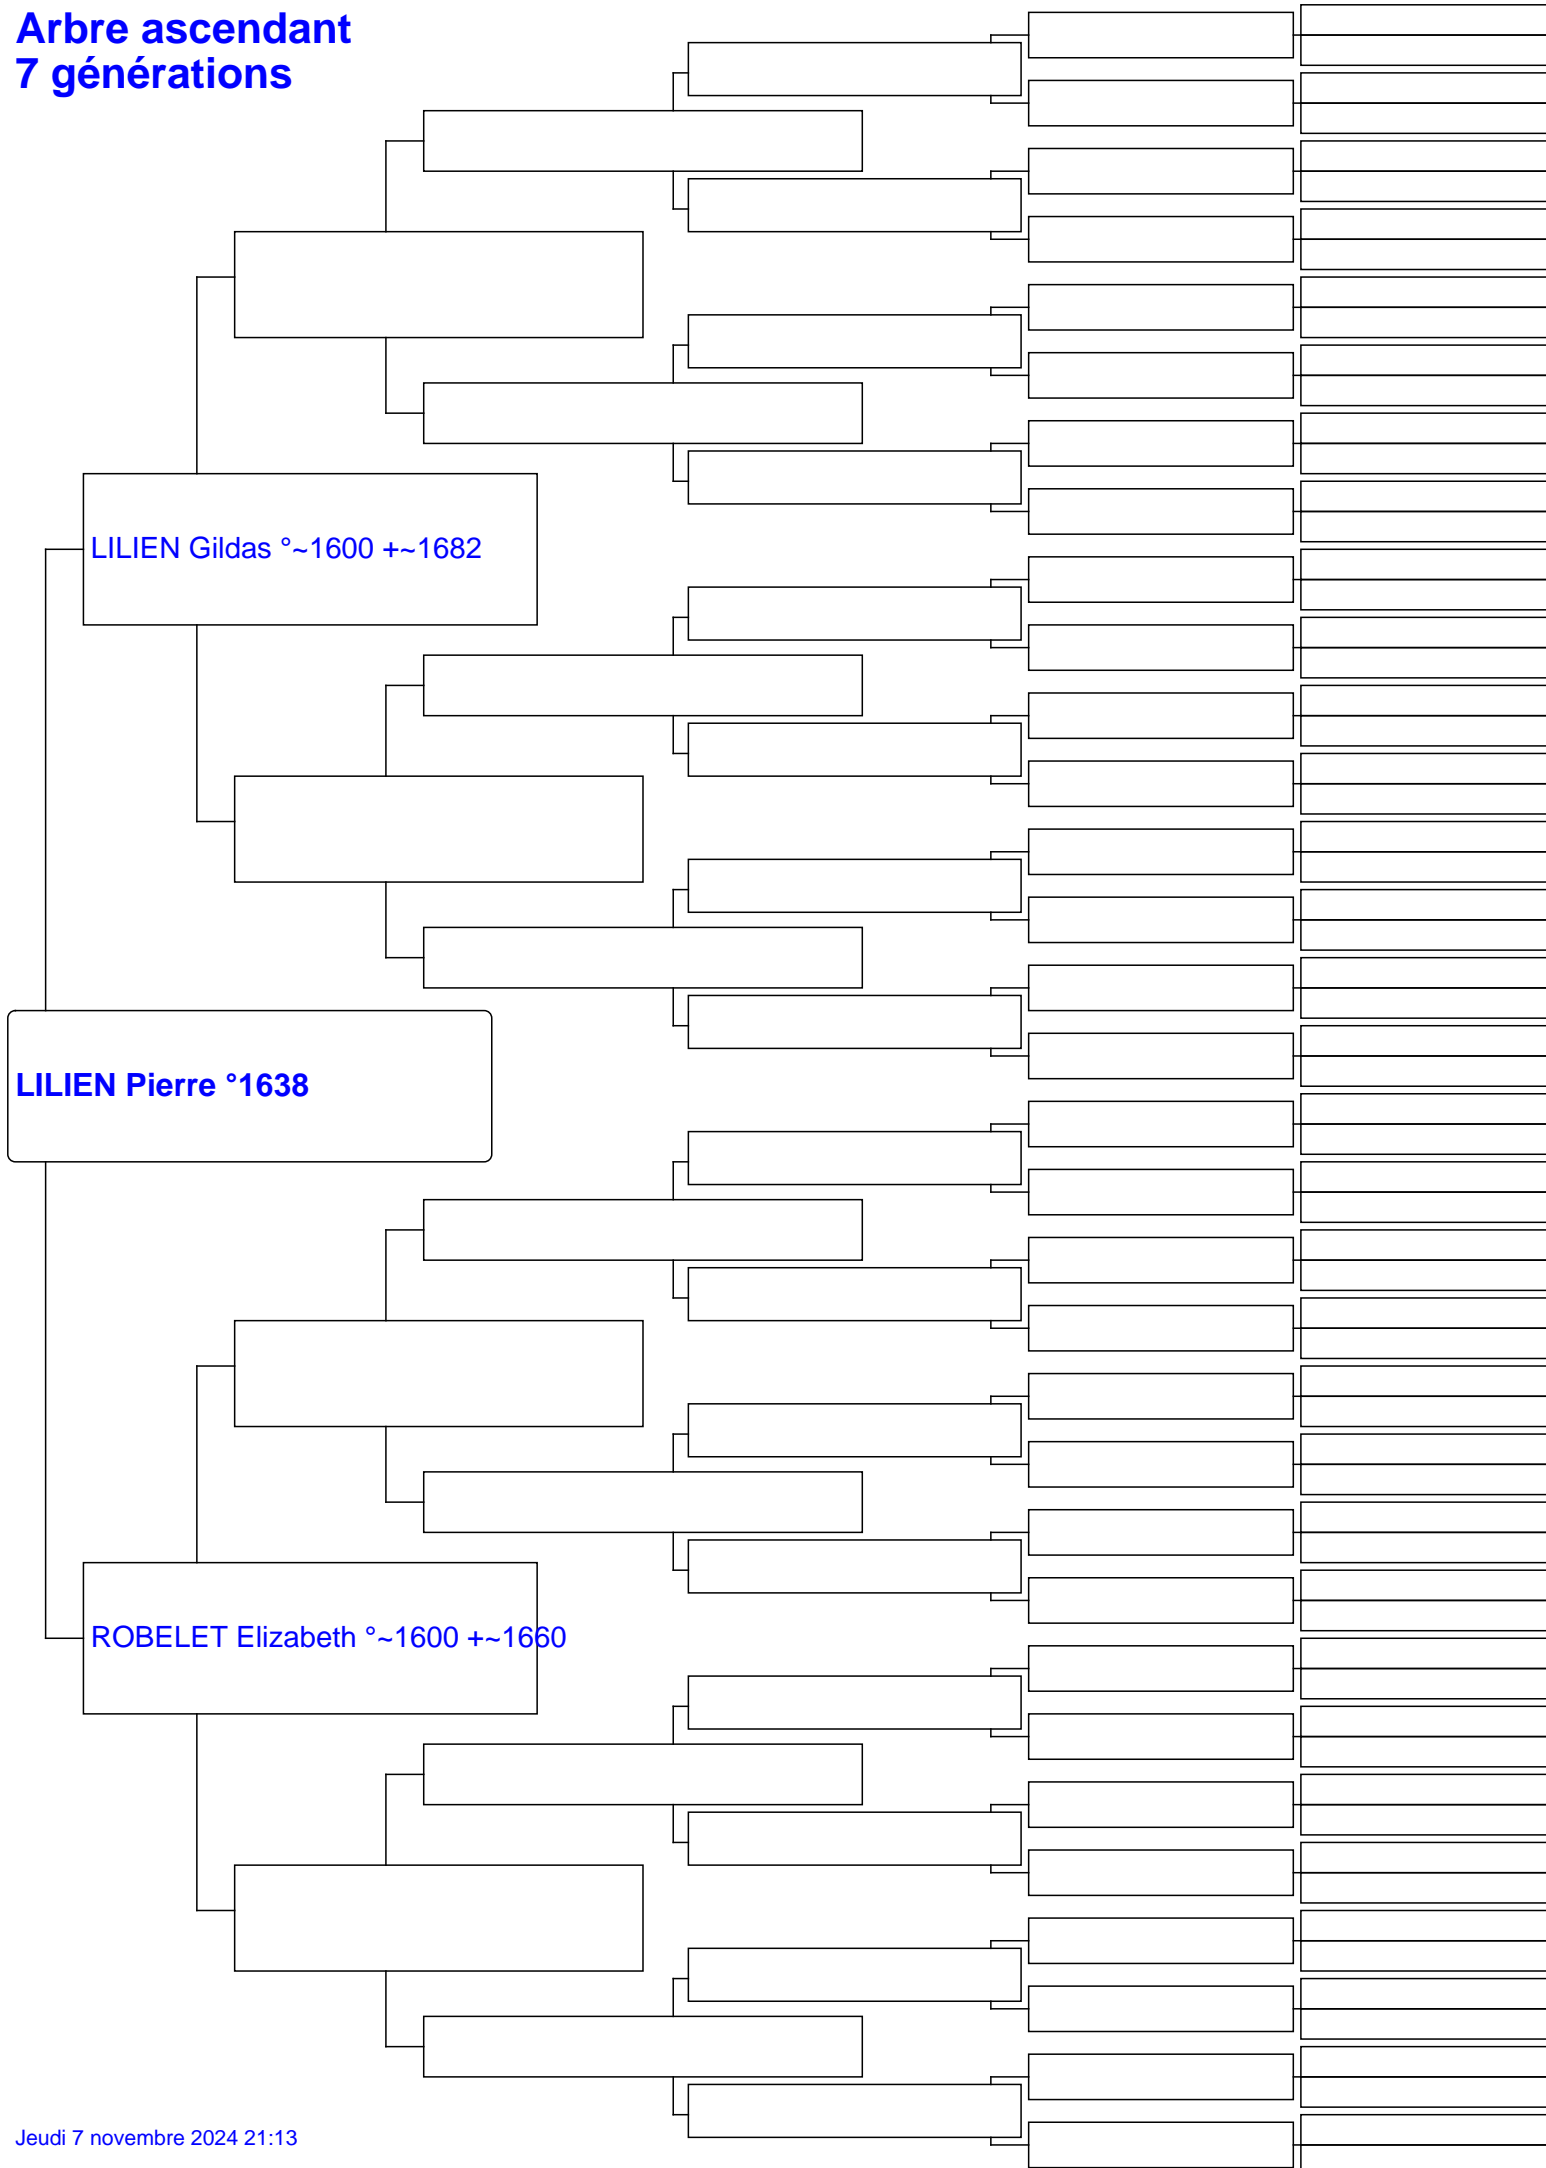 Arbre ascendant
7 générations
LILIEN Gildas °~1600 +~1682
LILIEN Pierre °1638
ROBELET Elizabeth °~1600 +~1660
Jeudi 7 novembre 2024 21:13